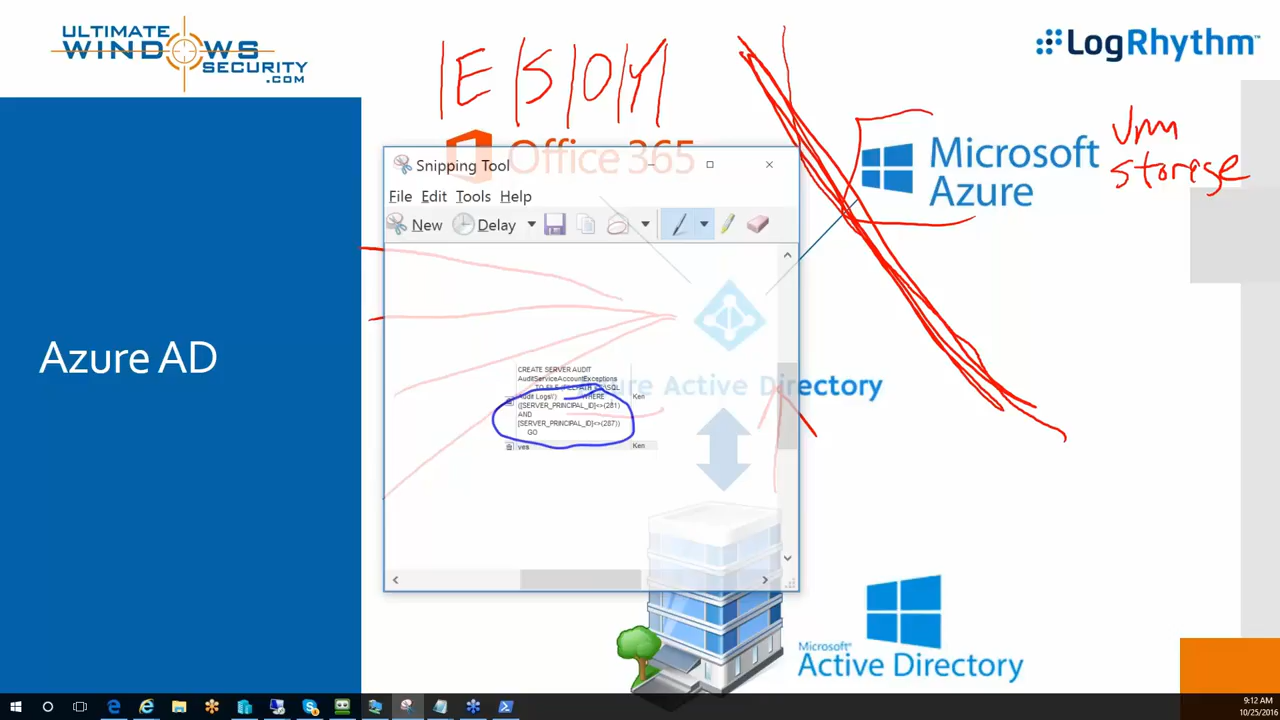 ULTIMATE
WINDOWS
SECURITY
.COM
LogRhythm
E S O Y
Office 365
Microsoft
Azure
Vm
storage
Azure AD
Snipping Tool
File Edit Tools Help
New Delay
CREATE SERVER AUDIT
AuditServiceAccountExceptions
Audit Logs\') WHERE
Ken
([SERVER_PRINCIPAL_ID]<>(281)
AND
[SERVER_PRINCIPAL_ID]<>(287))
GO
yes
Ken
ure Active Directory
Microsoft
Active Directory
9:12 AM
10/25/2016